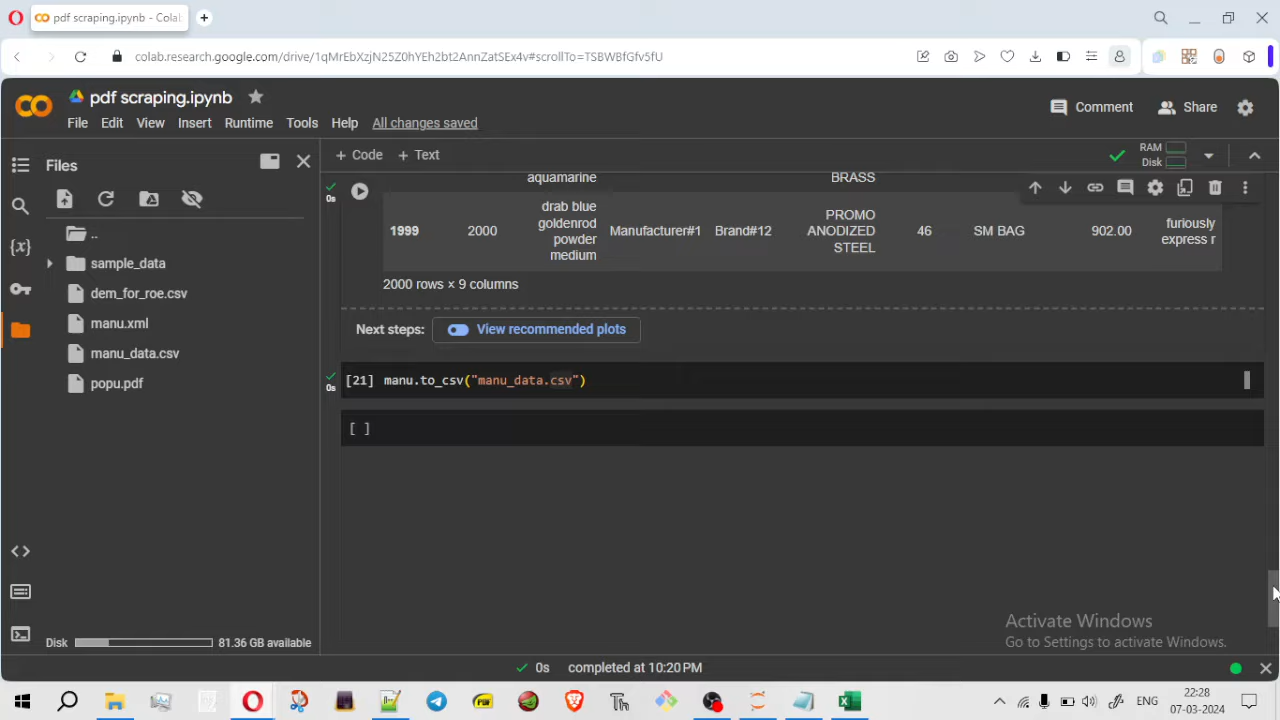 pdf scraping.ipynb - Colab
colab.research.google.com/drive/1qMrEbXzjN25Z0hYEh2bt2AnnZatSEx4v#scrollTo=TSBWBfGfv5fU
pdf scraping.ipynb
Comment
Share
File Edit View Insert Runtime Tools Help All changes saved
Files
+ Code + Text
RAM
Disk
..
sample_data
dem_for_roe.csv
manu.xml
manu_data.csv
popu.pdf
Disk 81.36 GB available
0s
aquamarine BRASS
1999 2000 drab blue goldenrod powder medium Manufacturer#1 Brand#12 PROMO ANODIZED STEEL 46 SM BAG 902.00 furiously express r
2000 rows × 9 columns
Next steps: View recommended plots
0s
[21] manu.to_csv("manu_data.csv")
[ ]
Activate Windows
Go to Settings to activate Windows.
0s completed at 10:20 PM
ENG
22:28
07-03-2024